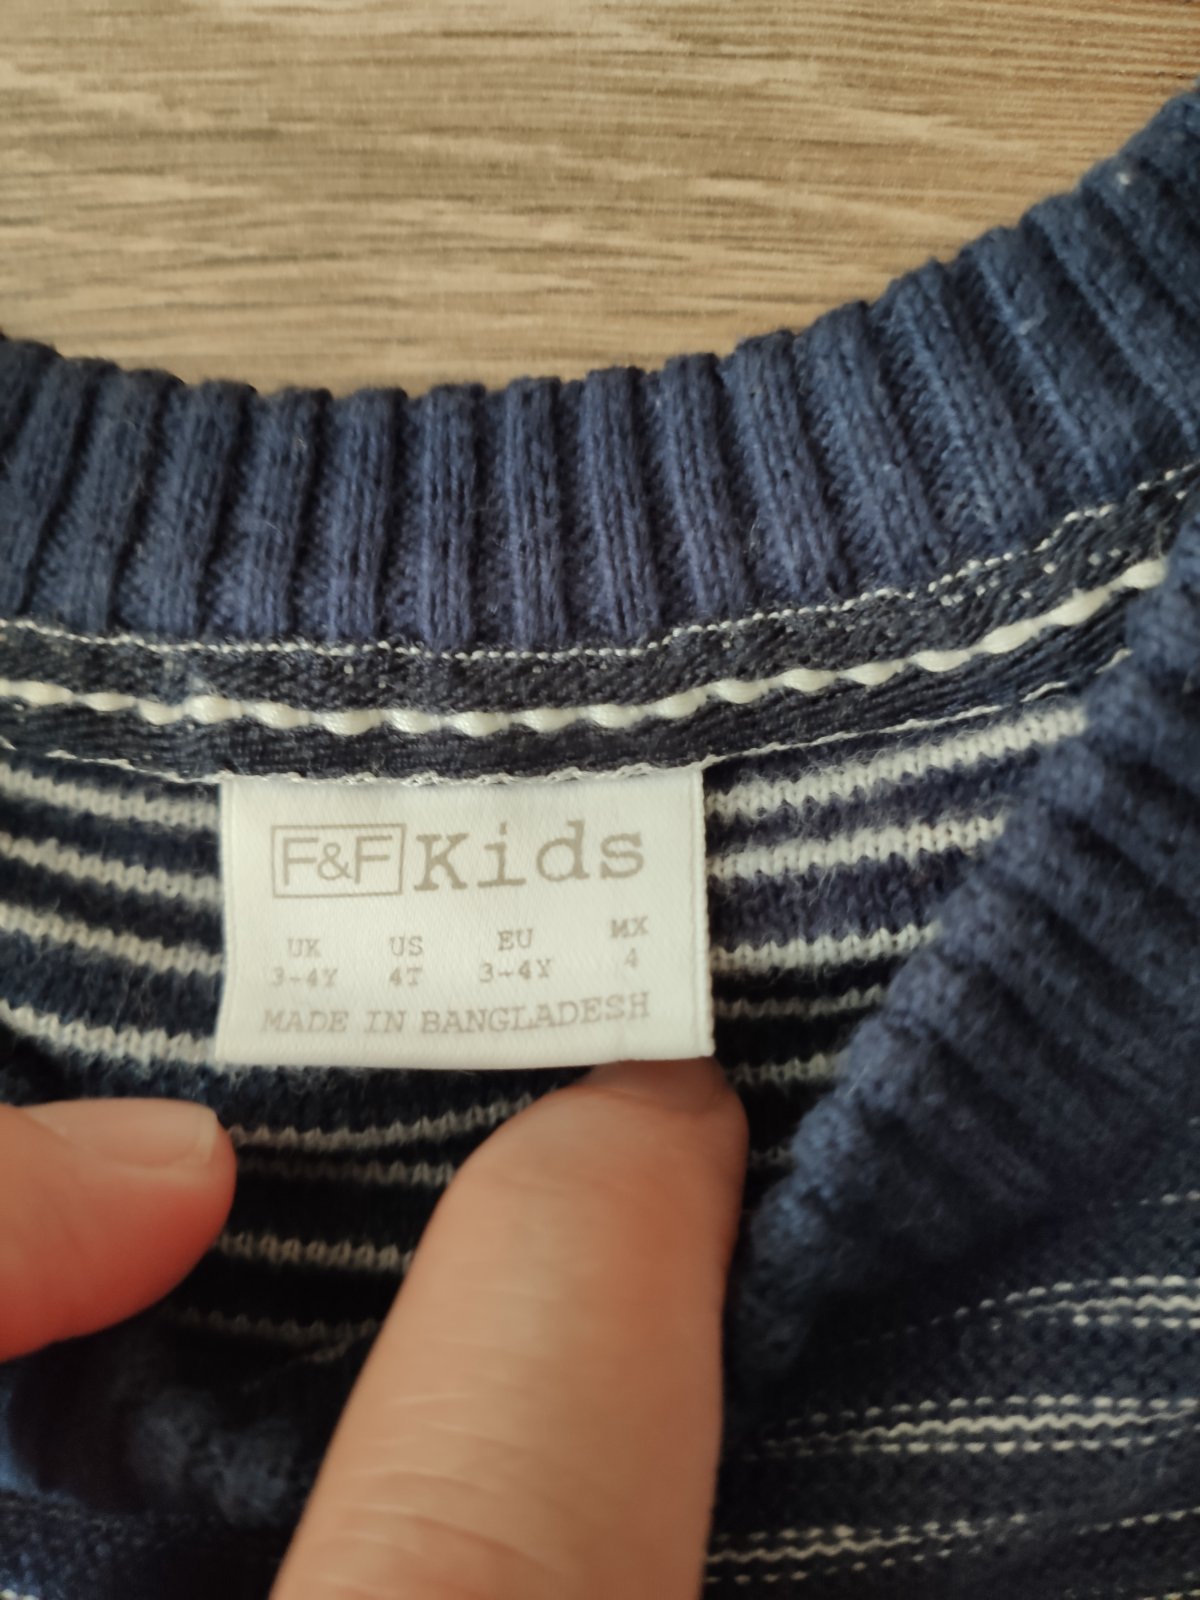 F&F Kids
UK US EU MX
3-4Y 4T 3-4Y 4
MADE IN BANGLADESH